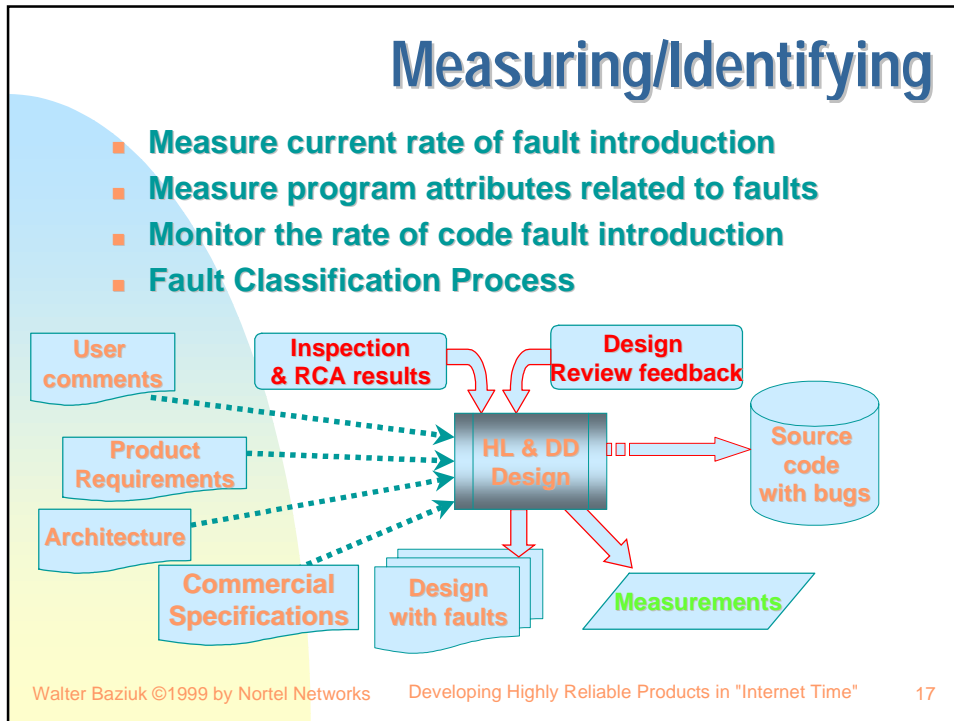 Measuring/Identifying
Measure current rate of fault introduction
Measure program attributes related to faults
Monitor the rate of code fault introduction
Fault Classification Process
User
comments
Inspection
& RCA results
Design
Review feedback
Product
Requirements
HL & DD
Design
Source
code
with bugs
Architecture
Commercial
Specifications
Design
with faults
Measurements
Walter Baziuk ©1999 by Nortel Networks
Developing Highly Reliable Products in "Internet Time"
17